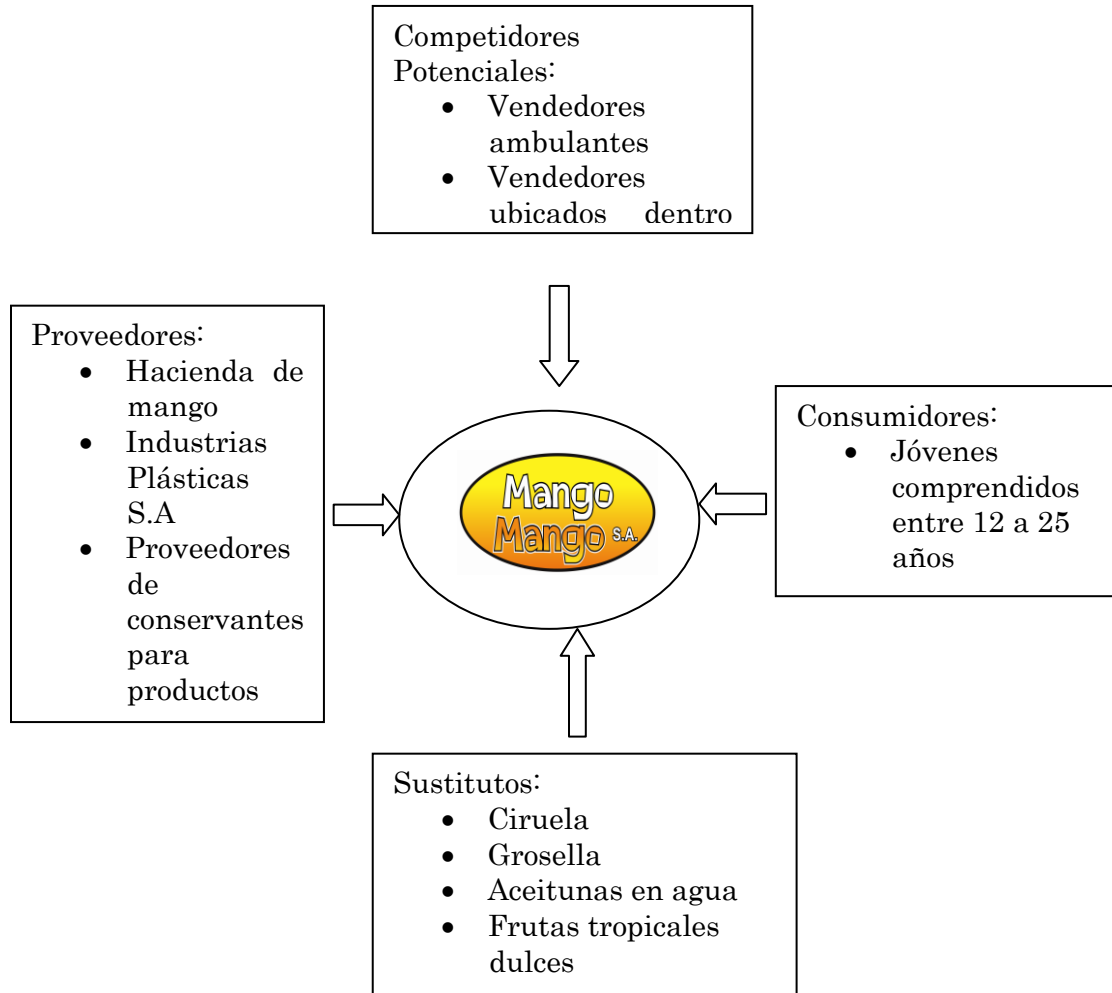 Competidores
Potenciales:
• Vendedores
ambulantes
• Vendedores
ubicados dentro
Proveedores:
• Hacienda de
mango
• Industrias
Plásticas
S.A
• Proveedores
de
conservantes
para
productos
Mango
Mango S.A.
Consumidores:
• Jóvenes
comprendidos
entre 12 a 25
años
Sustitutos:
• Ciruela
• Grosella
• Aceitunas en agua
• Frutas tropicales
dulces